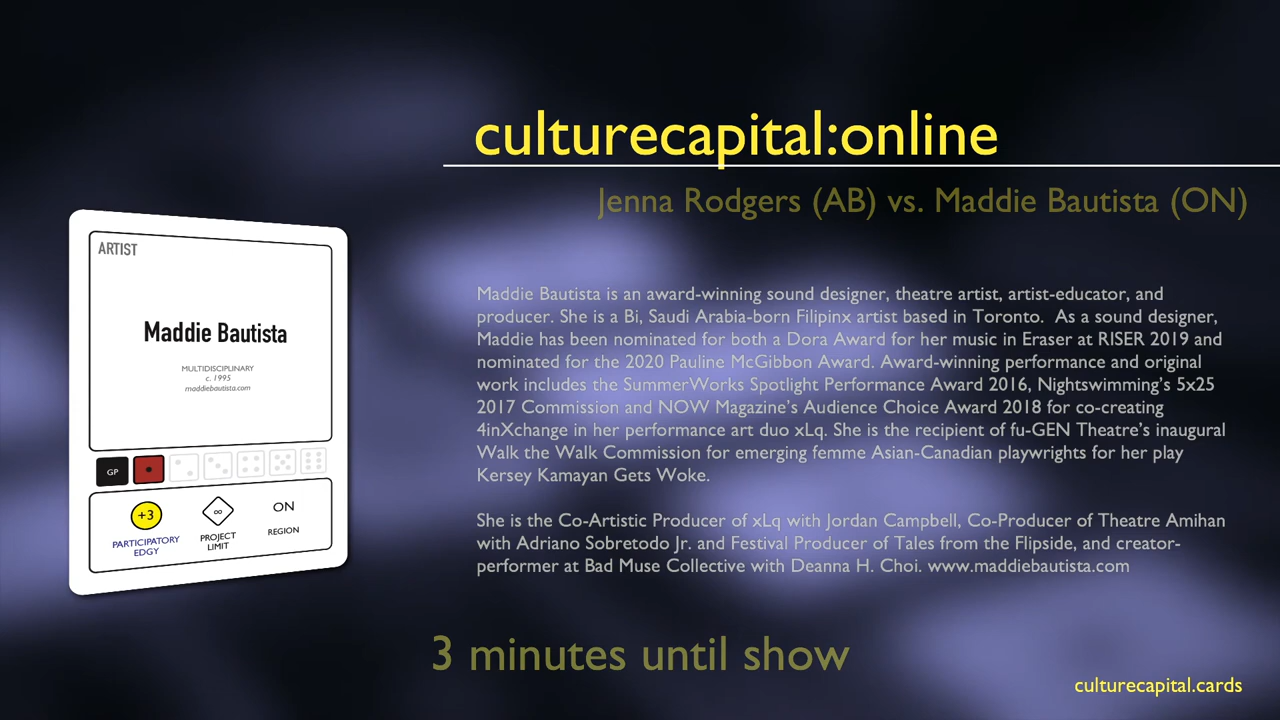 culturecapital:online
Jenna Rodgers (AB) vs. Maddie Bautista (ON)
ARTIST
Maddie Bautista
MULTIDISCIPLINARY
c. 1995
maddiebautista.com
GP
+3
∞
ON
PARTICIPATORY
EDGY
PROJECT
LIMIT
REGION
Maddie Bautista is an award-winning sound designer, theatre artist, artist-educator, and
producer. She is a Bi, Saudi Arabia-born Filipinx artist based in Toronto.  As a sound designer,
Maddie has been nominated for both a Dora Award for her music in Eraser at RISER 2019 and
nominated for the 2020 Pauline McGibbon Award. Award-winning performance and original
work includes the SummerWorks Spotlight Performance Award 2016, Nightswimming's 5x25
2017 Commission and NOW Magazine's Audience Choice Award 2018 for co-creating
4inXchange in her performance art duo xLq. She is the recipient of fu-GEN Theatre's inaugural
Walk the Walk Commission for emerging femme Asian-Canadian playwrights for her play
Kersey Kamayan Gets Woke.
She is the Co-Artistic Producer of xLq with Jordan Campbell, Co-Producer of Theatre Amihan
with Adriano Sobretodo Jr. and Festival Producer of Tales from the Flipside, and creator-
performer at Bad Muse Collective with Deanna H. Choi. www.maddiebautista.com
3 minutes until show
culturecapital.cards